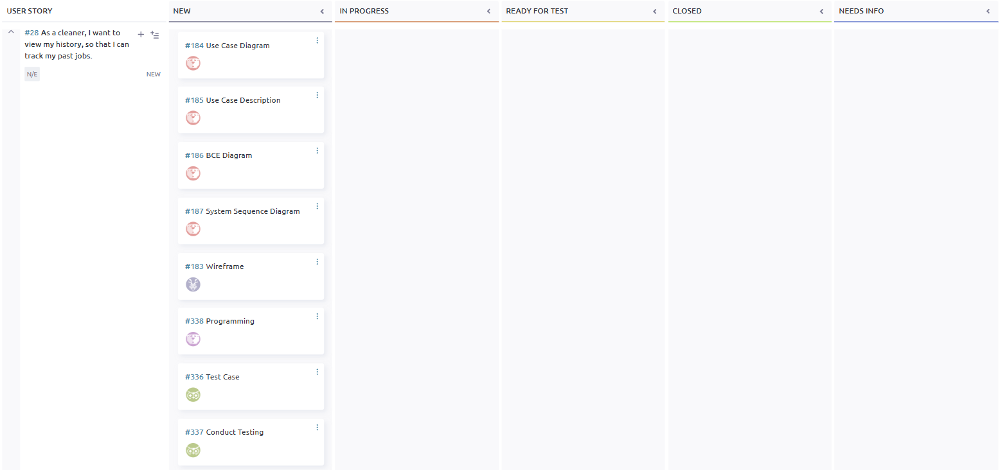 USER STORY
NEW
IN PROGRESS
READY FOR TEST
CLOSED
NEEDS INFO
#28 As a cleaner, I want to
view my history, so that I can
track my past jobs.
N/E
NEW
#184 Use Case Diagram
#185 Use Case Description
#186 BCE Diagram
#187 System Sequence Diagram
#183 Wireframe
#338 Programming
#336 Test Case
#337 Conduct Testing